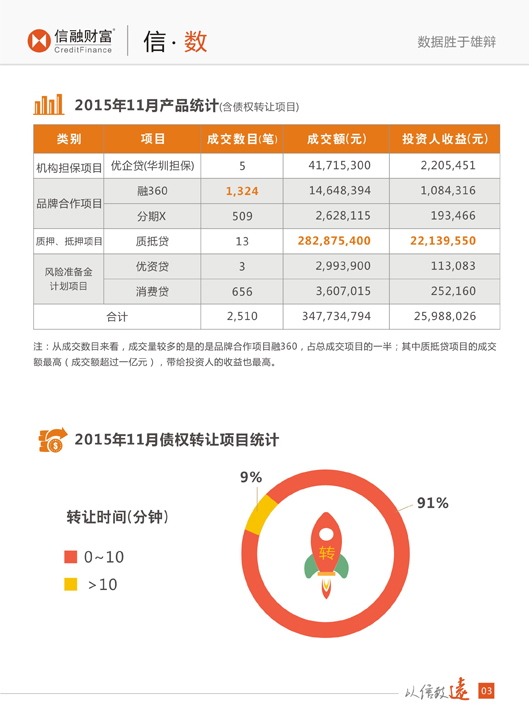 信融财富®
CreditFinance
信·数
数据胜于雄辩
2015年11月产品统计(含债权转让项目)
类别 项目 成交数目(笔) 成交额(元) 投资人收益(元)
机构担保项目 优企贷(华圳担保) 5 41,715,300 2,205,451
品牌合作项目 融360 1,324 14,648,394 1,084,316
分期X 509 2,628,115 193,466
质押、抵押项目 质抵贷 13 282,875,400 22,139,550
风险准备金
计划项目
优资贷 3 2,993,900 113,083
消费贷 656 3,607,015 252,160
合计 2,510 347,734,794 25,988,026
注：从成交数目来看，成交量较多的是的是品牌合作项目融360，占总成交项目的一半；其中质抵贷项目的成交
额最高（成交额超过一亿元），带给投资人的收益也最高。
2015年11月债权转让项目统计
9%
91%
转让时间(分钟)
0~10
>10
转
以信致远
03